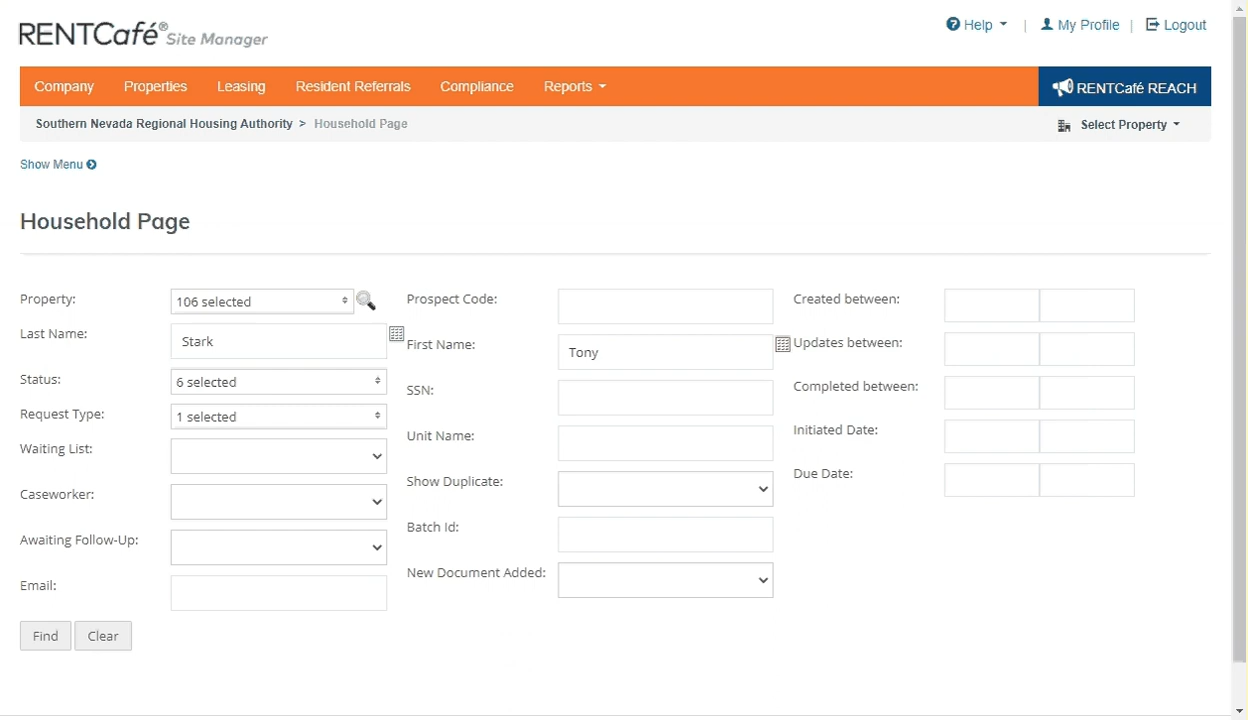 RENTCafé® Site Manager
Help | My Profile | Logout
Company Properties Leasing Resident Referrals Compliance Reports RENTCafé REACH
Southern Nevada Regional Housing Authority > Household Page Select Property
Show Menu
Household Page
Property: 106 selected Prospect Code: Created between:
Last Name: Stark First Name: Tony Updates between:
Status: 6 selected SSN: Completed between:
Request Type: 1 selected Unit Name: Initiated Date:
Waiting List: Show Duplicate: Due Date:
Caseworker: Batch Id:
Awaiting Follow-Up: New Document Added:
Email:
Find Clear